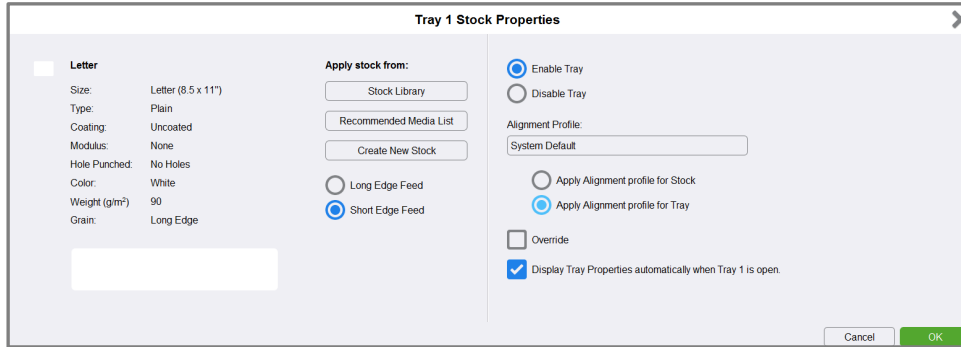 Tray 1 Stock Properties
Letter
Size: Letter (8.5 x 11")
Type: Plain
Coating: Uncoated
Modulus: None
Hole Punched: No Holes
Color: White
Weight (g/m²) 90
Grain: Long Edge
Apply stock from:
Stock Library
Recommended Media List
Create New Stock
Long Edge Feed
Short Edge Feed
Enable Tray
Disable Tray
Alignment Profile:
System Default
Apply Alignment profile for Stock
Apply Alignment profile for Tray
Override
Display Tray Properties automatically when Tray 1 is open.
Cancel
OK